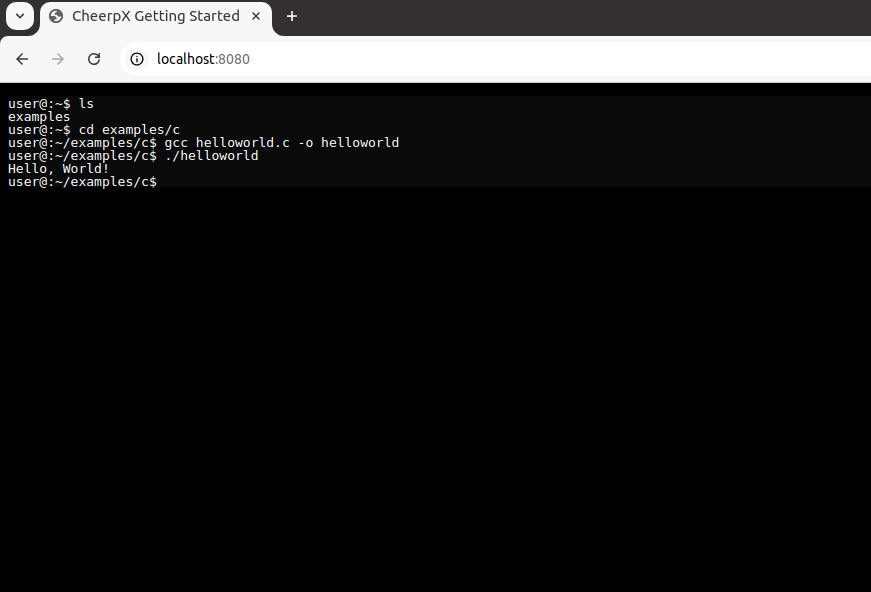 CheerpX Getting Started
localhost:8080
user@:~$ ls
examples
user@:~$ cd examples/c
user@:~/examples/c$ gcc helloworld.c -o helloworld
user@:~/examples/c$ ./helloworld
Hello, World!
user@:~/examples/c$